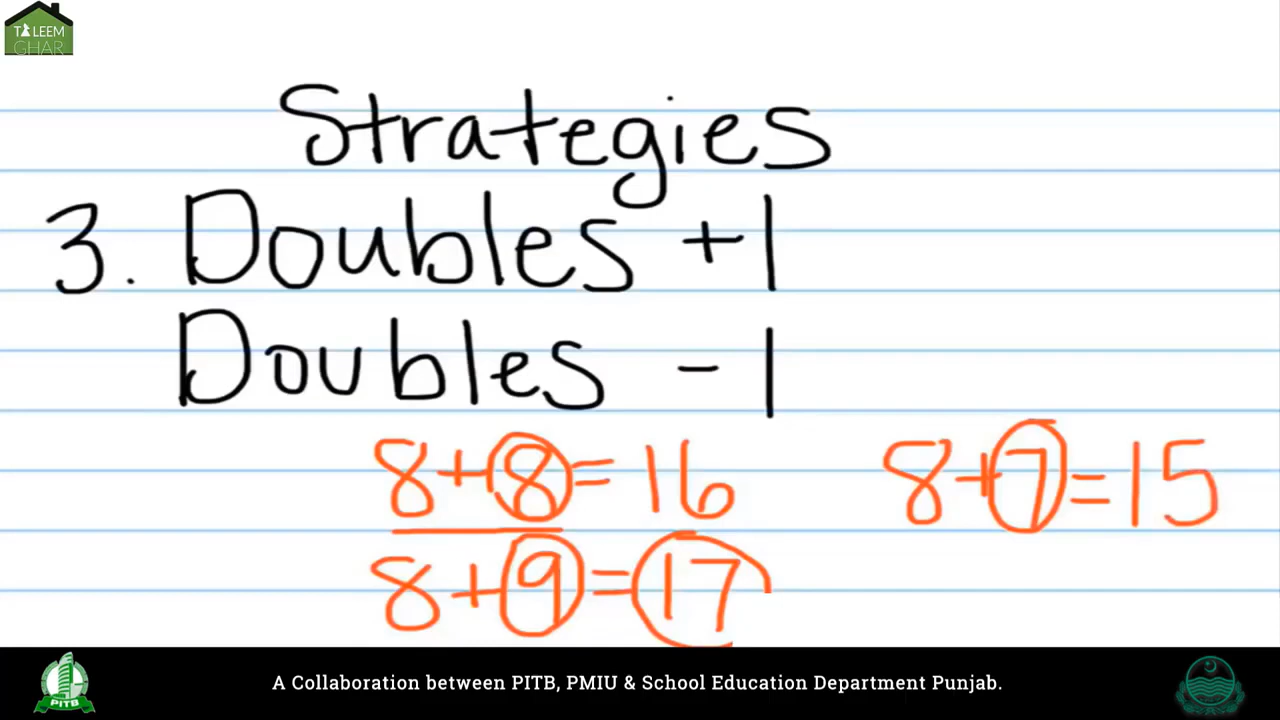 TALEEM
GHAR
Strategies
3. Doubles +1
Doubles - 1
8+8=16
8+7=15
8+9=17
PITB
A Collaboration between PITB, PMIU & School Education Department Punjab.